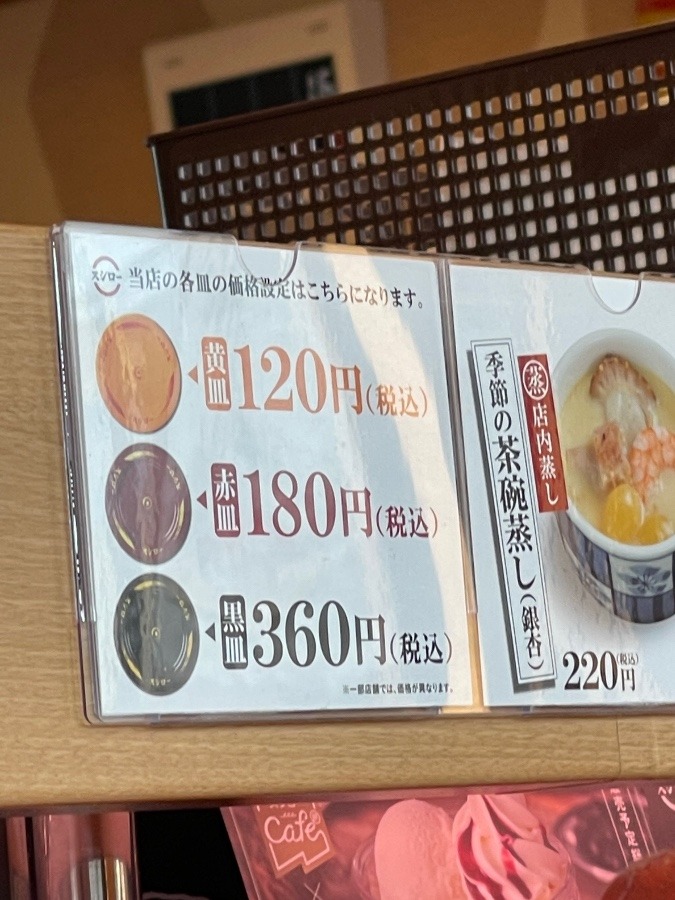 スシロー 当店の各皿の価格設定はこちらになります。
黄皿 120円(税込)
赤皿 180円(税込)
黒皿 360円(税込)
※一部店舗では、価格が異なります。
季節の茶碗蒸し(銀杏)
蒸 店内蒸し
220円(税込)
Café